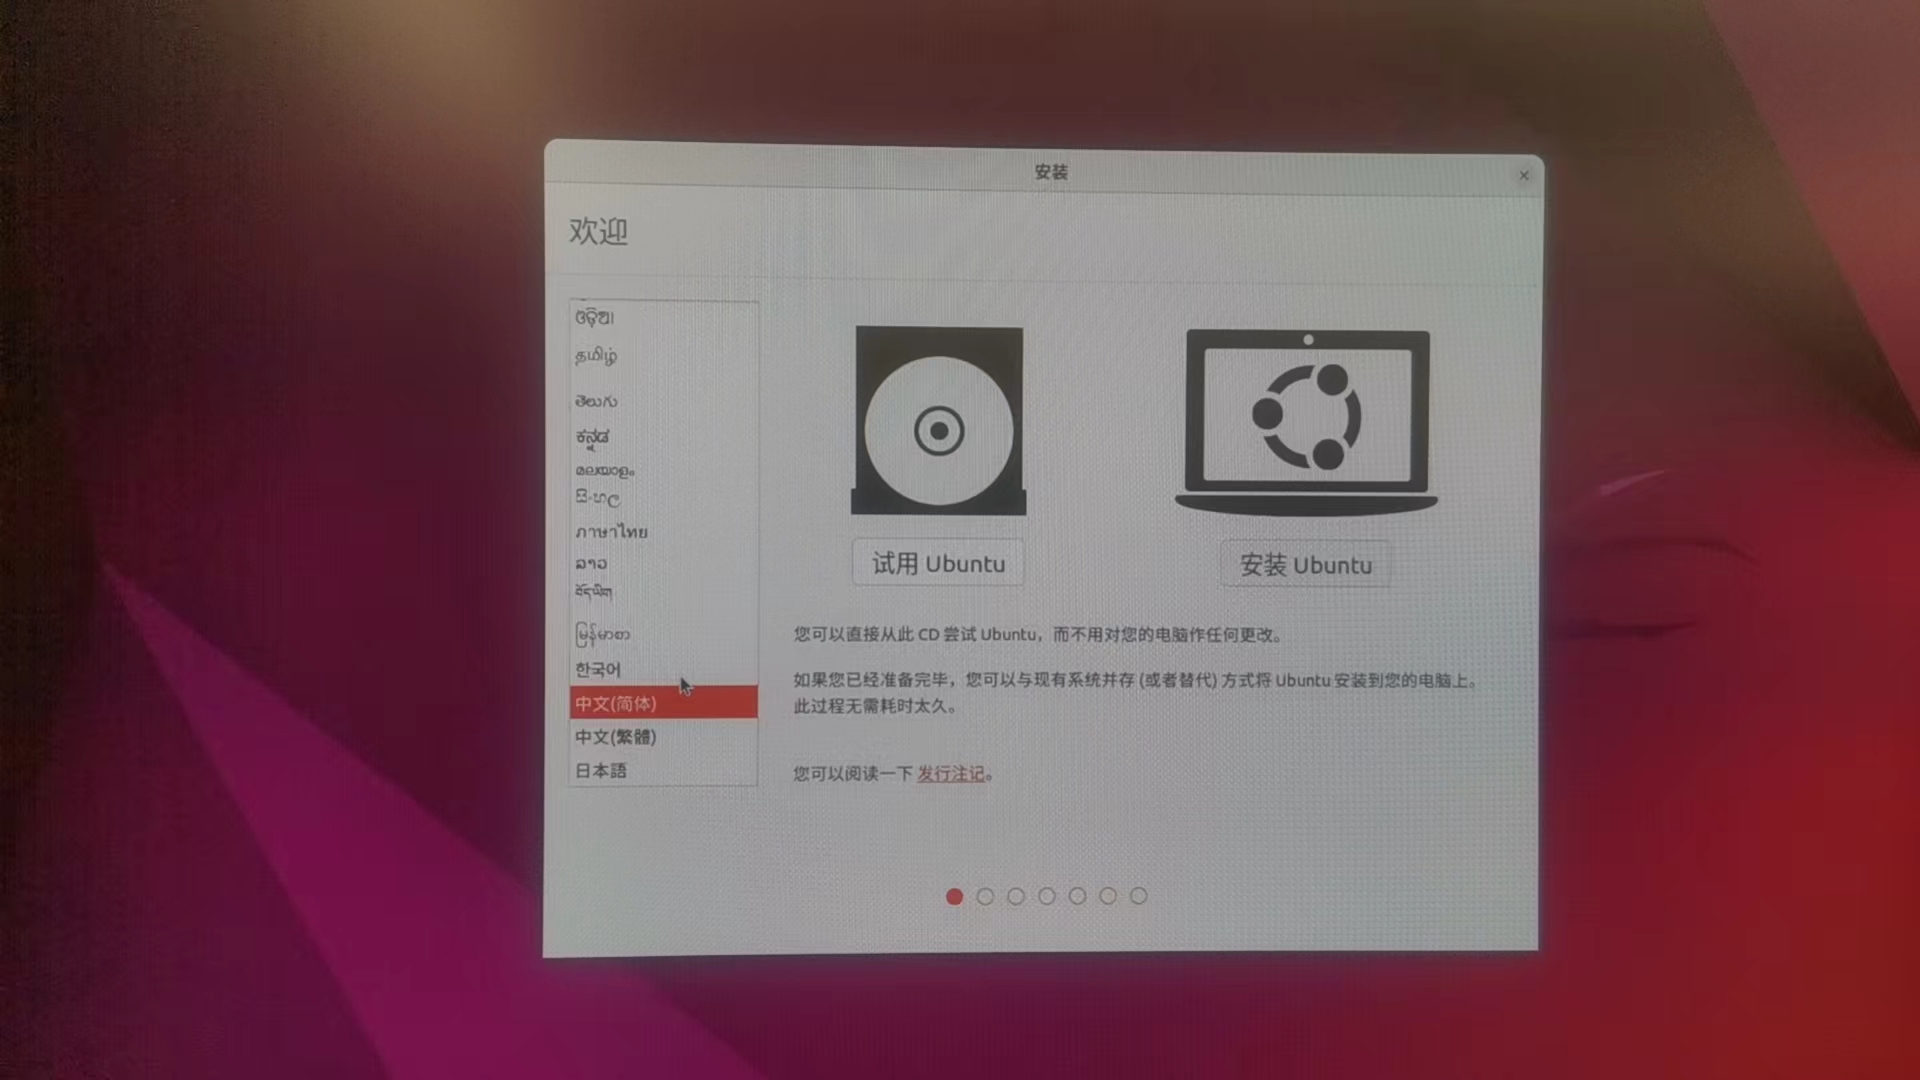 安装
欢迎
ଓଡ଼ିଆ
தமிழ்
తెలుగు
ಕನ್ನಡ
മലയാളം
සිංහල
ภาษาไทย
ລາວ
རྫོང་ཁ
မြန်မာစာ
한국어
中文(简体)
中文(繁體)
日本語
试用 Ubuntu
安装 Ubuntu
您可以直接从此 CD 尝试 Ubuntu，而不用对您的电脑作任何更改。
如果您已经准备完毕，您可以与现有系统并存 (或者替代) 方式将 Ubuntu 安装到您的电脑上。
此过程无需耗时太久。
您可以阅读一下 发行注记。